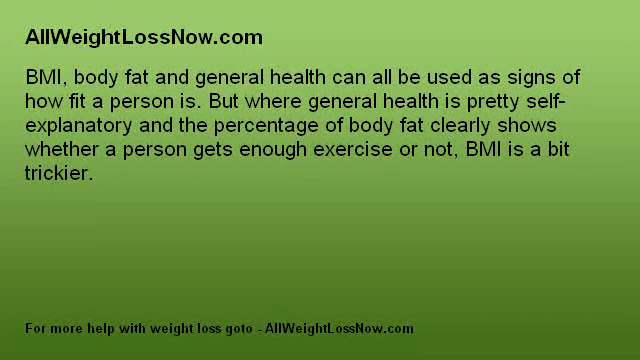 AllWeightLossNow.com
BMI, body fat and general health can all be used as signs of
how fit a person is. But where general health is pretty self-
explanatory and the percentage of body fat clearly shows
whether a person gets enough exercise or not, BMI is a bit
trickier.
For more help with weight loss goto - AllWeightLossNow.com